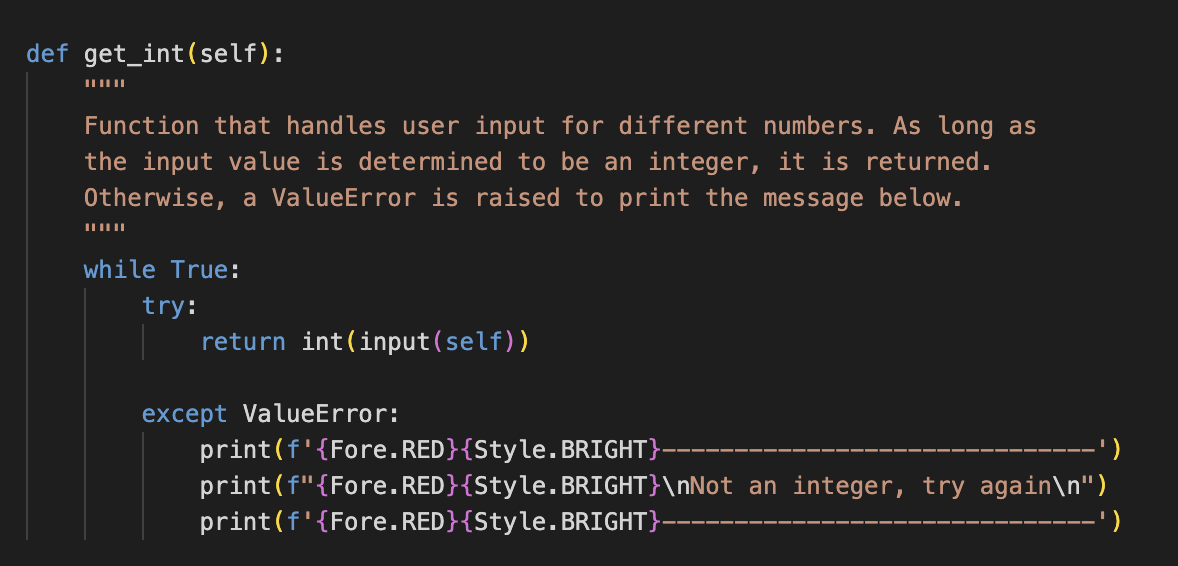 def get_int(self):
    """
    Function that handles user input for different numbers. As long as
    the input value is determined to be an integer, it is returned.
    Otherwise, a ValueError is raised to print the message below.
    """
    while True:
        try:
            return int(input(self))

        except ValueError:
            print(f'{Fore.RED}{Style.BRIGHT}------------------------------')
            print(f"{Fore.RED}{Style.BRIGHT}\nNot an integer, try again\n")
            print(f'{Fore.RED}{Style.BRIGHT}------------------------------')